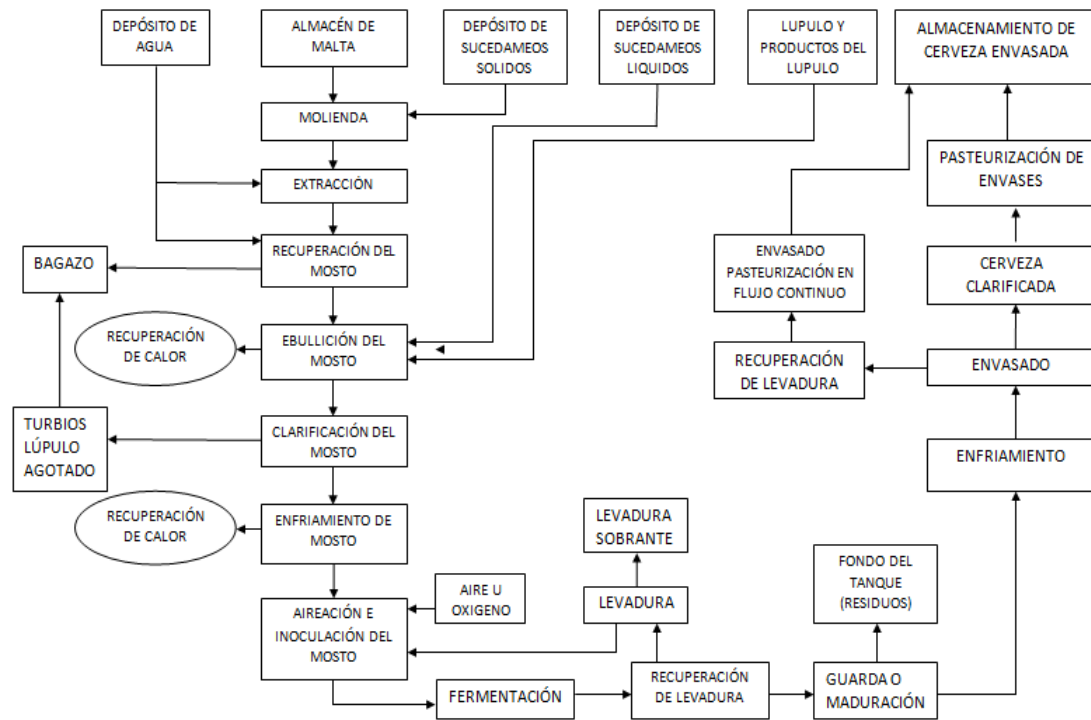 DEPÓSITO DE
AGUA
ALMACÉN DE
MALTA
DEPÓSITO DE
SUCEDAMEOS
SOLIDOS
DEPÓSITO DE
SUCEDAMEOS
LIQUIDOS
LUPULO Y
PRODUCTOS DEL
LUPULO
ALMACENAMIENTO DE
CERVEZA ENVASADA
MOLIENDA
PASTEURIZACIÓN DE
ENVASES
EXTRACCIÒN
RECUPERACIÓN DEL
MOSTO
BAGAZO
ENVASADO
PASTEURIZACIÓN EN
FLUJO CONTINUO
CERVEZA
CLARIFICADA
RECUPERACIÓN
DE CALOR
EBULLICIÓN DEL
MOSTO
RECUPERACIÓN
DE LEVADURA
ENVASADO
TURBIOS
LÚPULO
AGOTADO
CLARIFICACIÓN DEL
MOSTO
ENFRIAMIENTO
RECUPERACIÓN
DE CALOR
ENFRIAMIENTO DE
MOSTO
LEVADURA
SOBRANTE
FONDO DEL
TANQUE
(RESIDUOS)
AIREACIÓN E
INOCULACIÓN DEL
MOSTO
AIRE U
OXIGENO
LEVADURA
FERMENTACIÓN
RECUPERACIÓN
DE LEVADURA
GUARDA O
MADURACIÓN